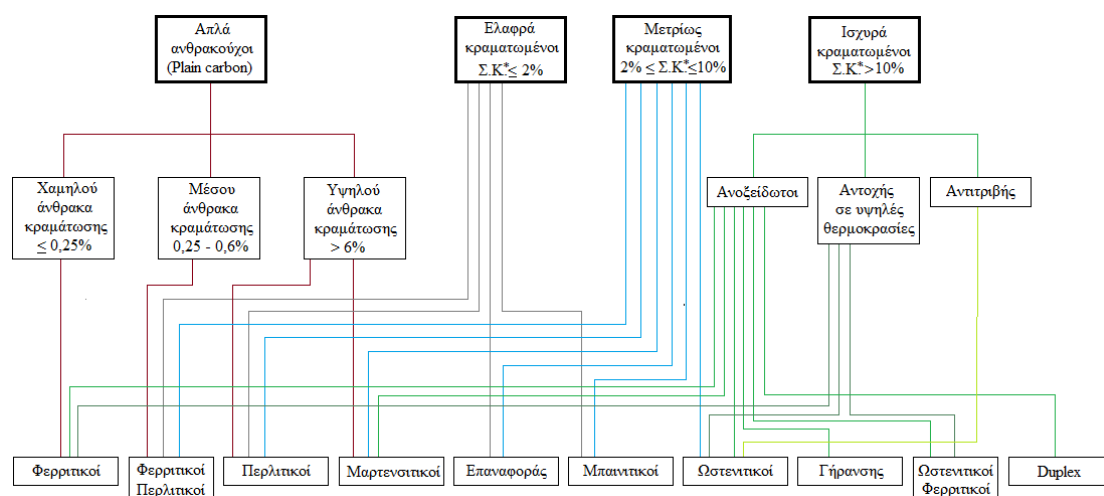 Απλά
ανθρακούχοι
(Plain carbon)
Ελαφρά
κραματωμένοι
Σ.Κ.* ≤ 2%
Μετρίως
κραματωμένοι
2% ≤ Σ.Κ.* ≤10%
Ισχυρά
κραματωμένοι
Σ.Κ.* >10%
Χαμηλού
άνθρακα
κραμάτωσης
≤ 0,25%
Μέσου
άνθρακα
κραμάτωσης
0,25 - 0,6%
Υψηλού
άνθρακα
κραμάτωσης
> 6%
Ανοξείδωτοι
Αντοχής
σε υψηλές
θερμοκρασίες
Αντιτριβής
Φερριτικοί
Φερριτικοί
Περλιτικοί
Περλιτικοί
Μαρτενσιτικοί
Επαναφοράς
Μπαινιτικοί
Ωστενιτικοί
Γήρανσης
Ωστενιτικοί
Φερριτικοί
Duplex